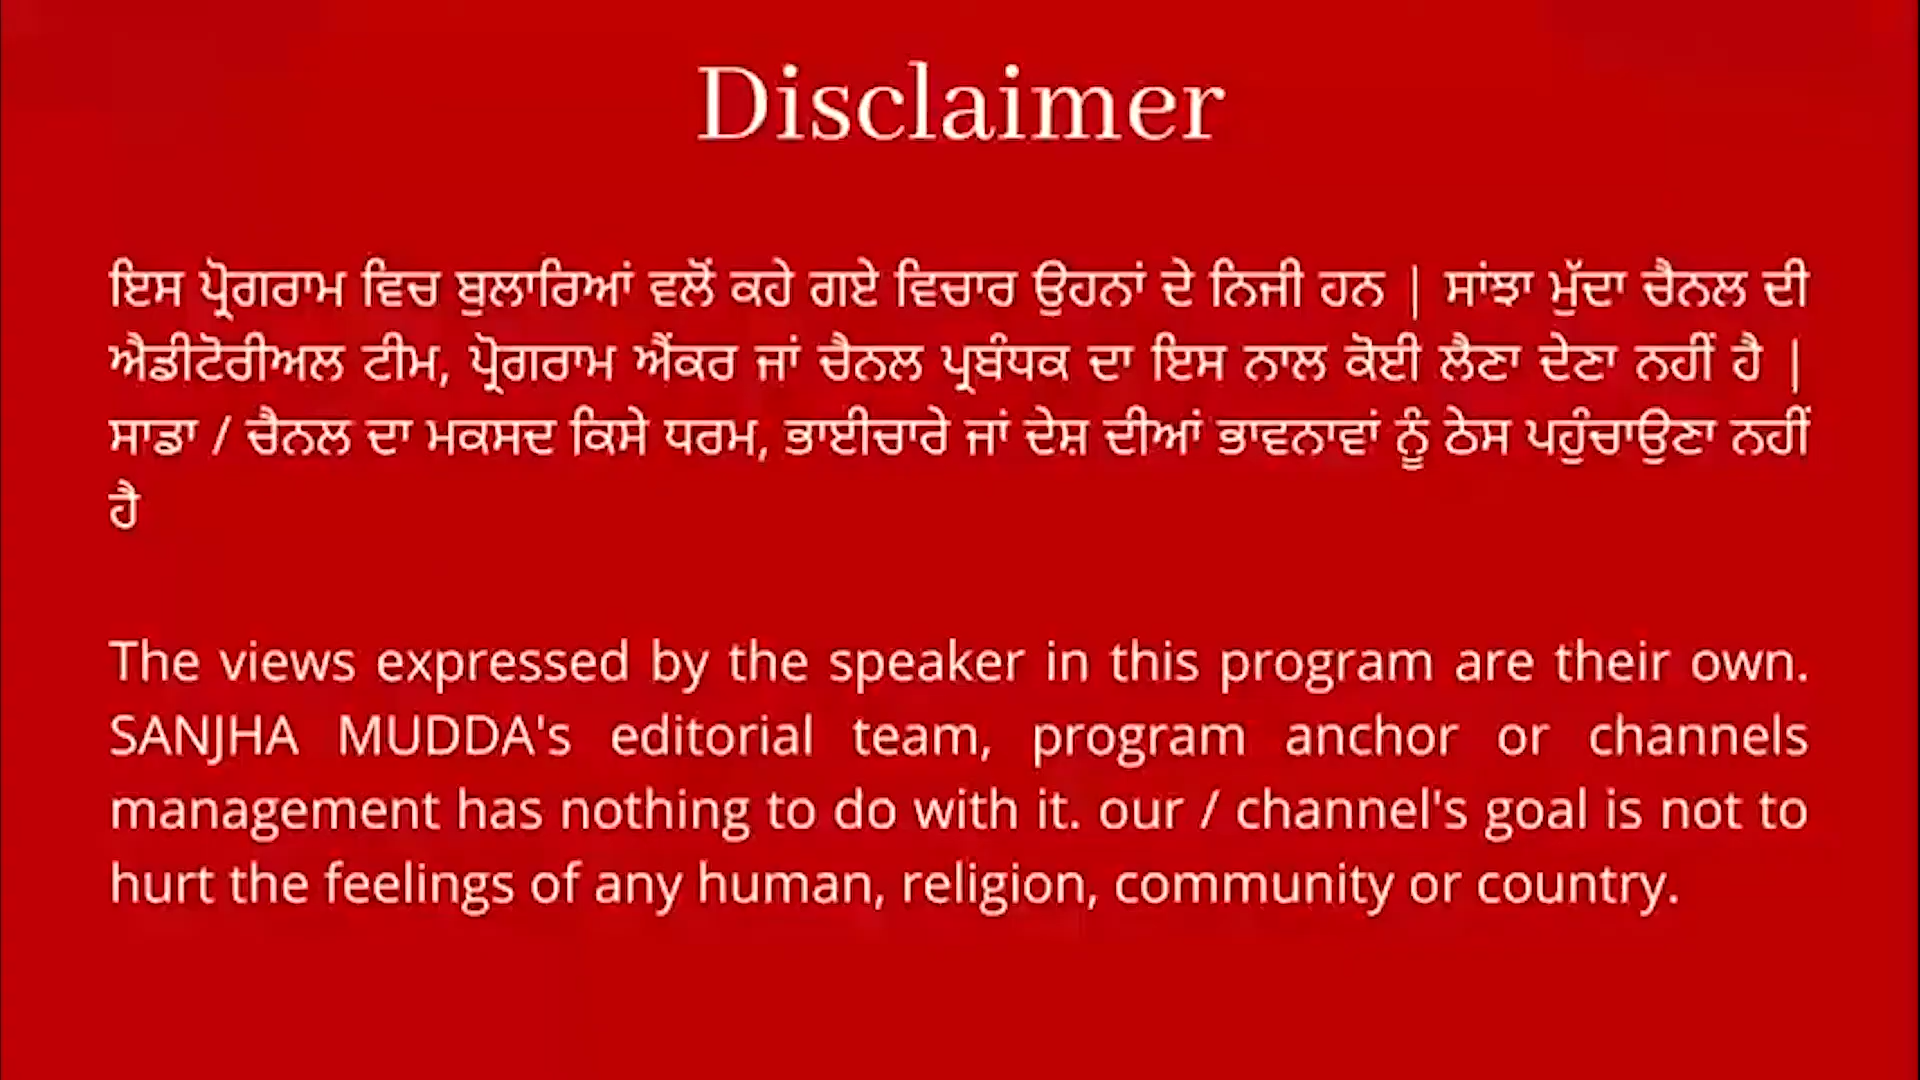 Disclaimer
ਇਸ ਪ੍ਰੋਗਰਾਮ ਵਿਚ ਬੁਲਾਰਿਆਂ ਵਲੋਂ ਕਹੇ ਗਏ ਵਿਚਾਰ ਉਹਨਾਂ ਦੇ ਨਿਜੀ ਹਨ | ਸਾਂਝਾ ਮੁੱਦਾ ਚੈਨਲ ਦੀ
ਐਡੀਟੋਰੀਅਲ ਟੀਮ, ਪ੍ਰੋਗਰਾਮ ਐਂਕਰ ਜਾਂ ਚੈਨਲ ਪ੍ਰਬੰਧਕ ਦਾ ਇਸ ਨਾਲ ਕੋਈ ਲੈਣਾ ਦੇਣਾ ਨਹੀਂ ਹੈ |
ਸਾਡਾ / ਚੈਨਲ ਦਾ ਮਕਸਦ ਕਿਸੇ ਧਰਮ, ਭਾਈਚਾਰੇ ਜਾਂ ਦੇਸ਼ ਦੀਆਂ ਭਾਵਨਾਵਾਂ ਨੂੰ ਠੇਸ ਪਹੁੰਚਾਉਣਾ ਨਹੀਂ
ਹੈ
The views expressed by the speaker in this program are their own.
SANJHA MUDDA's editorial team, program anchor or channels
management has nothing to do with it. our / channel's goal is not to
hurt the feelings of any human, religion, community or country.